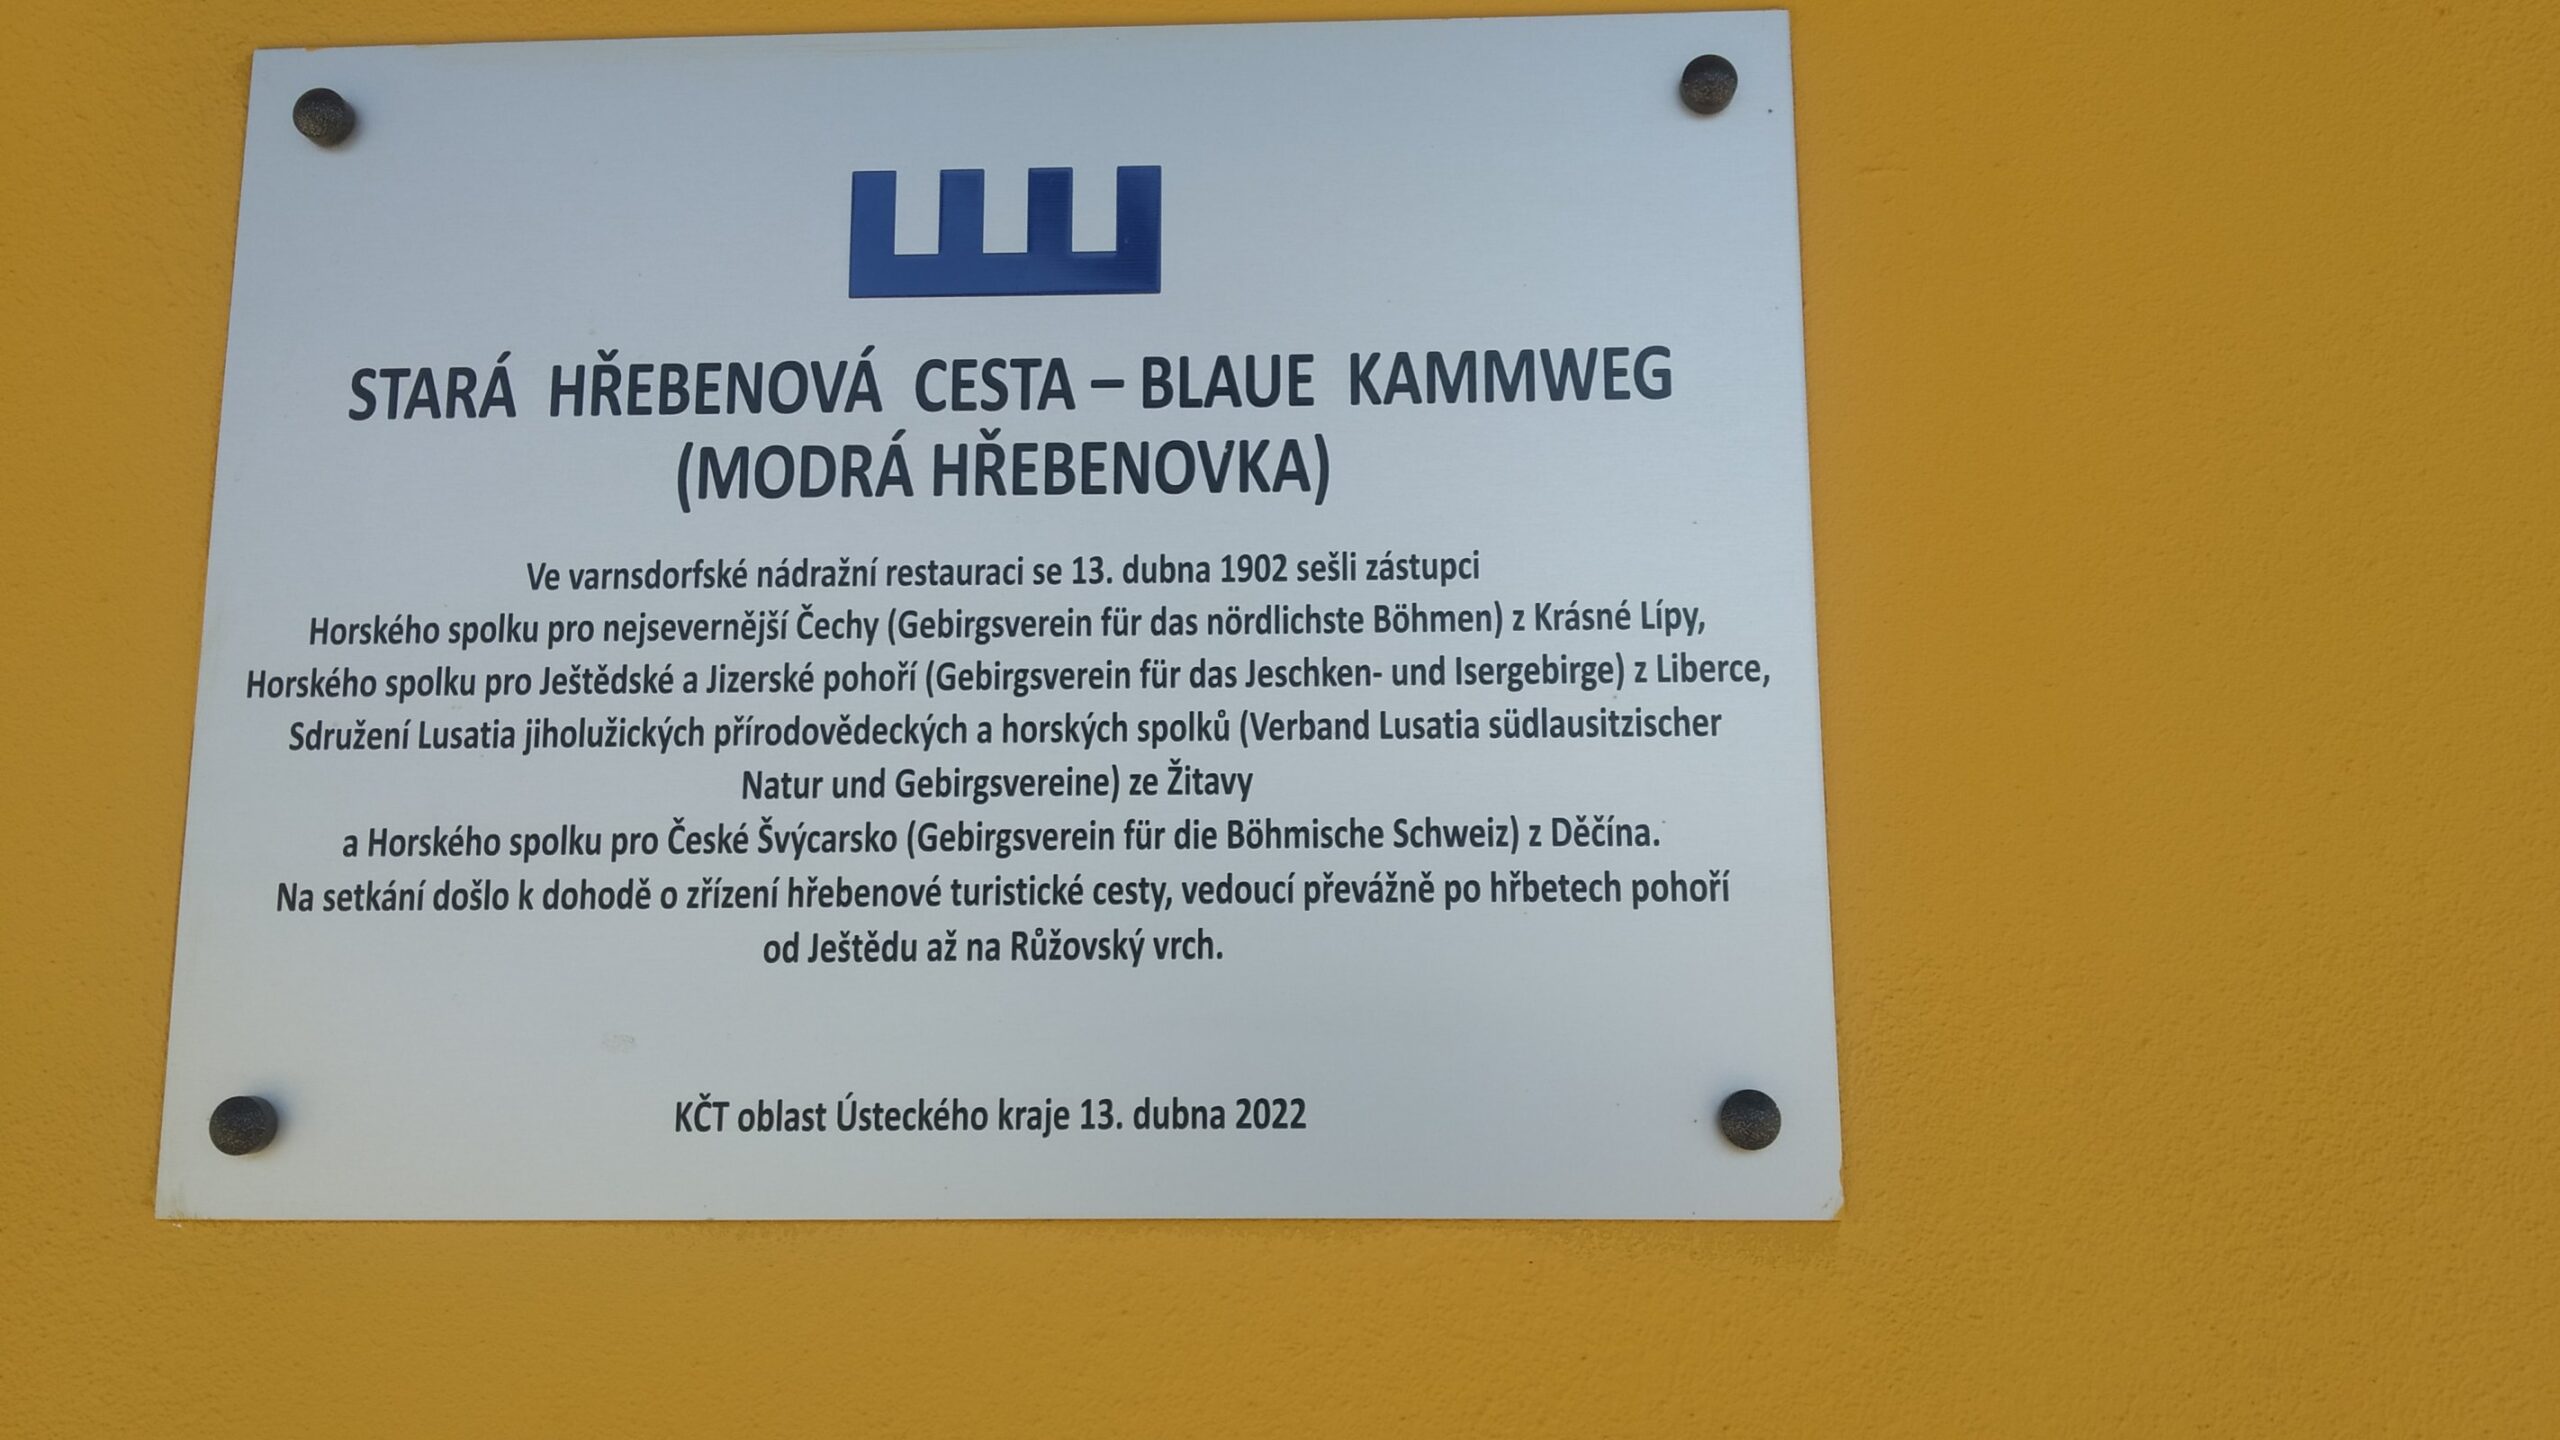 STARÁ HŘEBENOVÁ CESTA – BLAUE KAMMWEG
(MODRÁ HŘEBENOVKA)
Ve varnsdorfské nádražní restauraci se 13. dubna 1902 sešli zástupci
Horského spolku pro nejsevernější Čechy (Gebirgsverein für das nördlichste Böhmen) z Krásné Lípy,
Horského spolku pro Ještědské a Jizerské pohoří (Gebirgsverein für das Jeschken- und Isergebirge) z Liberce,
Sdružení Lusatia jiholužických přírodovědeckých a horských spolků (Verband Lusatia südlausitzischer
Natur und Gebirgsvereine) ze Žitavy
a Horského spolku pro České Švýcarsko (Gebirgsverein für die Böhmische Schweiz) z Děčína.
Na setkání došlo k dohodě o zřízení hřebenové turistické cesty, vedoucí převážně po hřbetech pohoří
od Ještědu až na Růžovský vrch.
KČT oblast Ústeckého kraje 13. dubna 2022